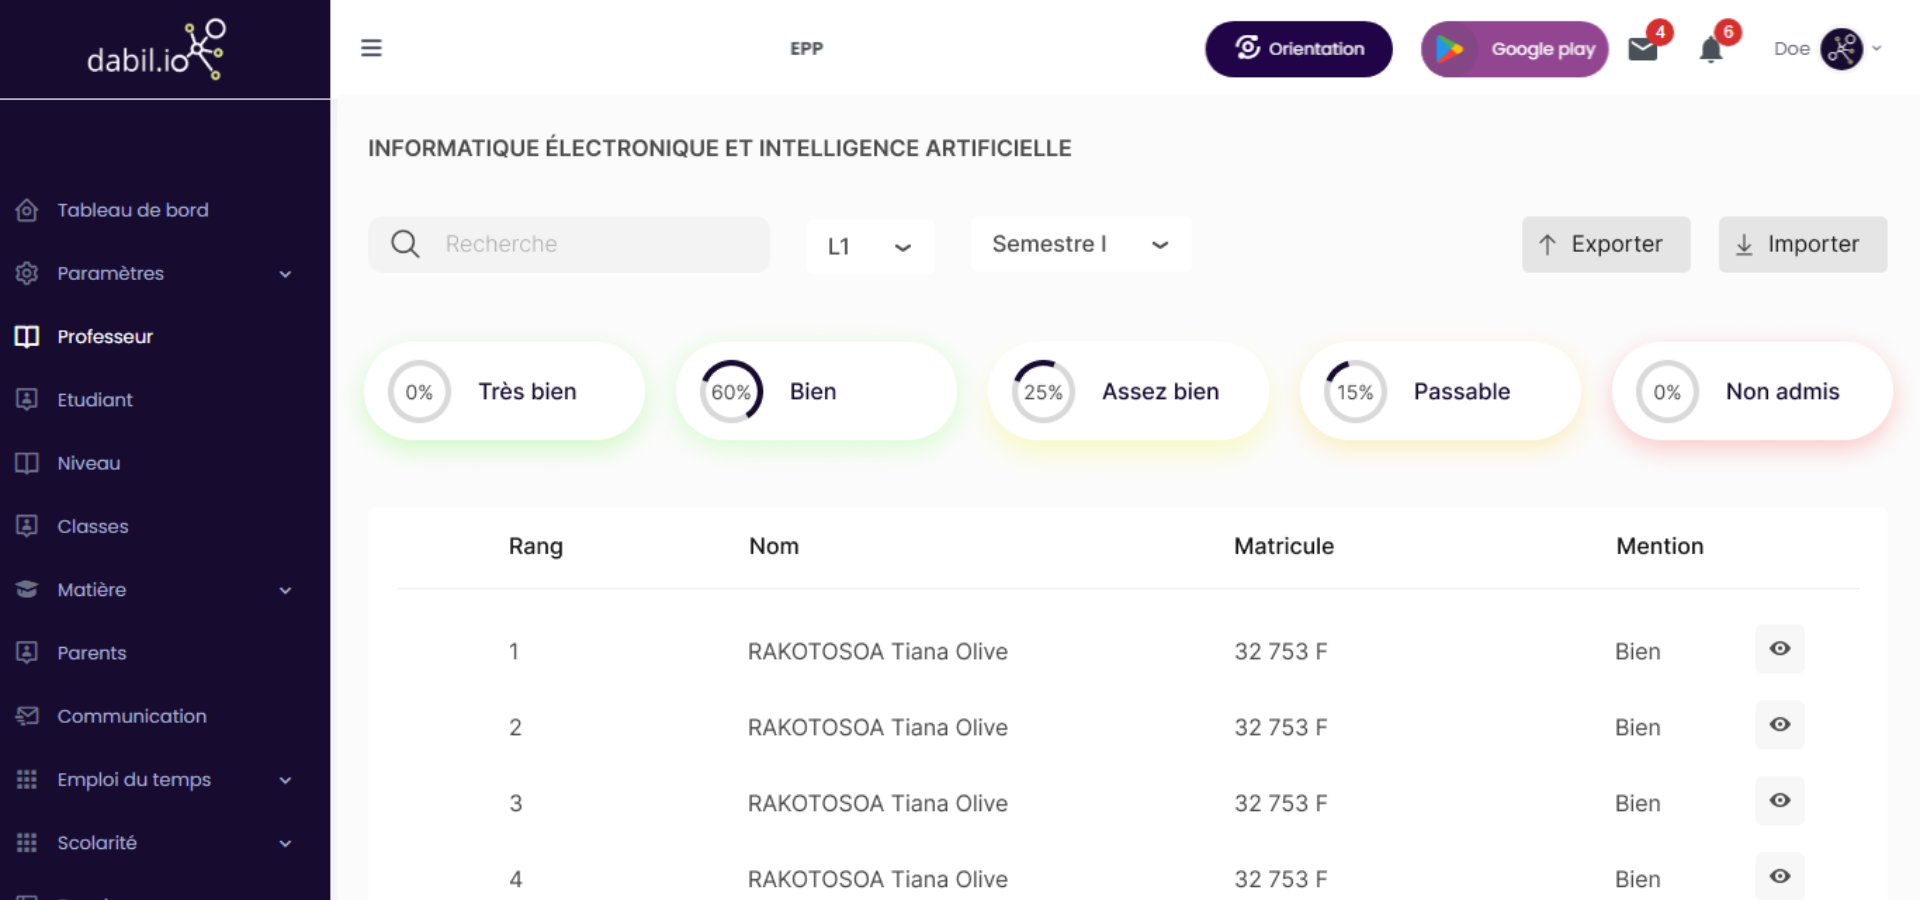 dabil.io
EPP
Orientation
Google play
4
6
Doe
INFORMATIQUE ÉLECTRONIQUE ET INTELLIGENCE ARTIFICIELLE
Recherche
L1
Semestre I
Exporter
Importer
Tableau de bord
Paramètres
Professeur
Etudiant
Niveau
Classes
Matière
Parents
Communication
Emploi du temps
Scolarité
0% Très bien
60% Bien
25% Assez bien
15% Passable
0% Non admis
Rang Nom Matricule Mention
1 RAKOTOSOA Tiana Olive 32 753 F Bien
2 RAKOTOSOA Tiana Olive 32 753 F Bien
3 RAKOTOSOA Tiana Olive 32 753 F Bien
4 RAKOTOSOA Tiana Olive 32 753 F Bien